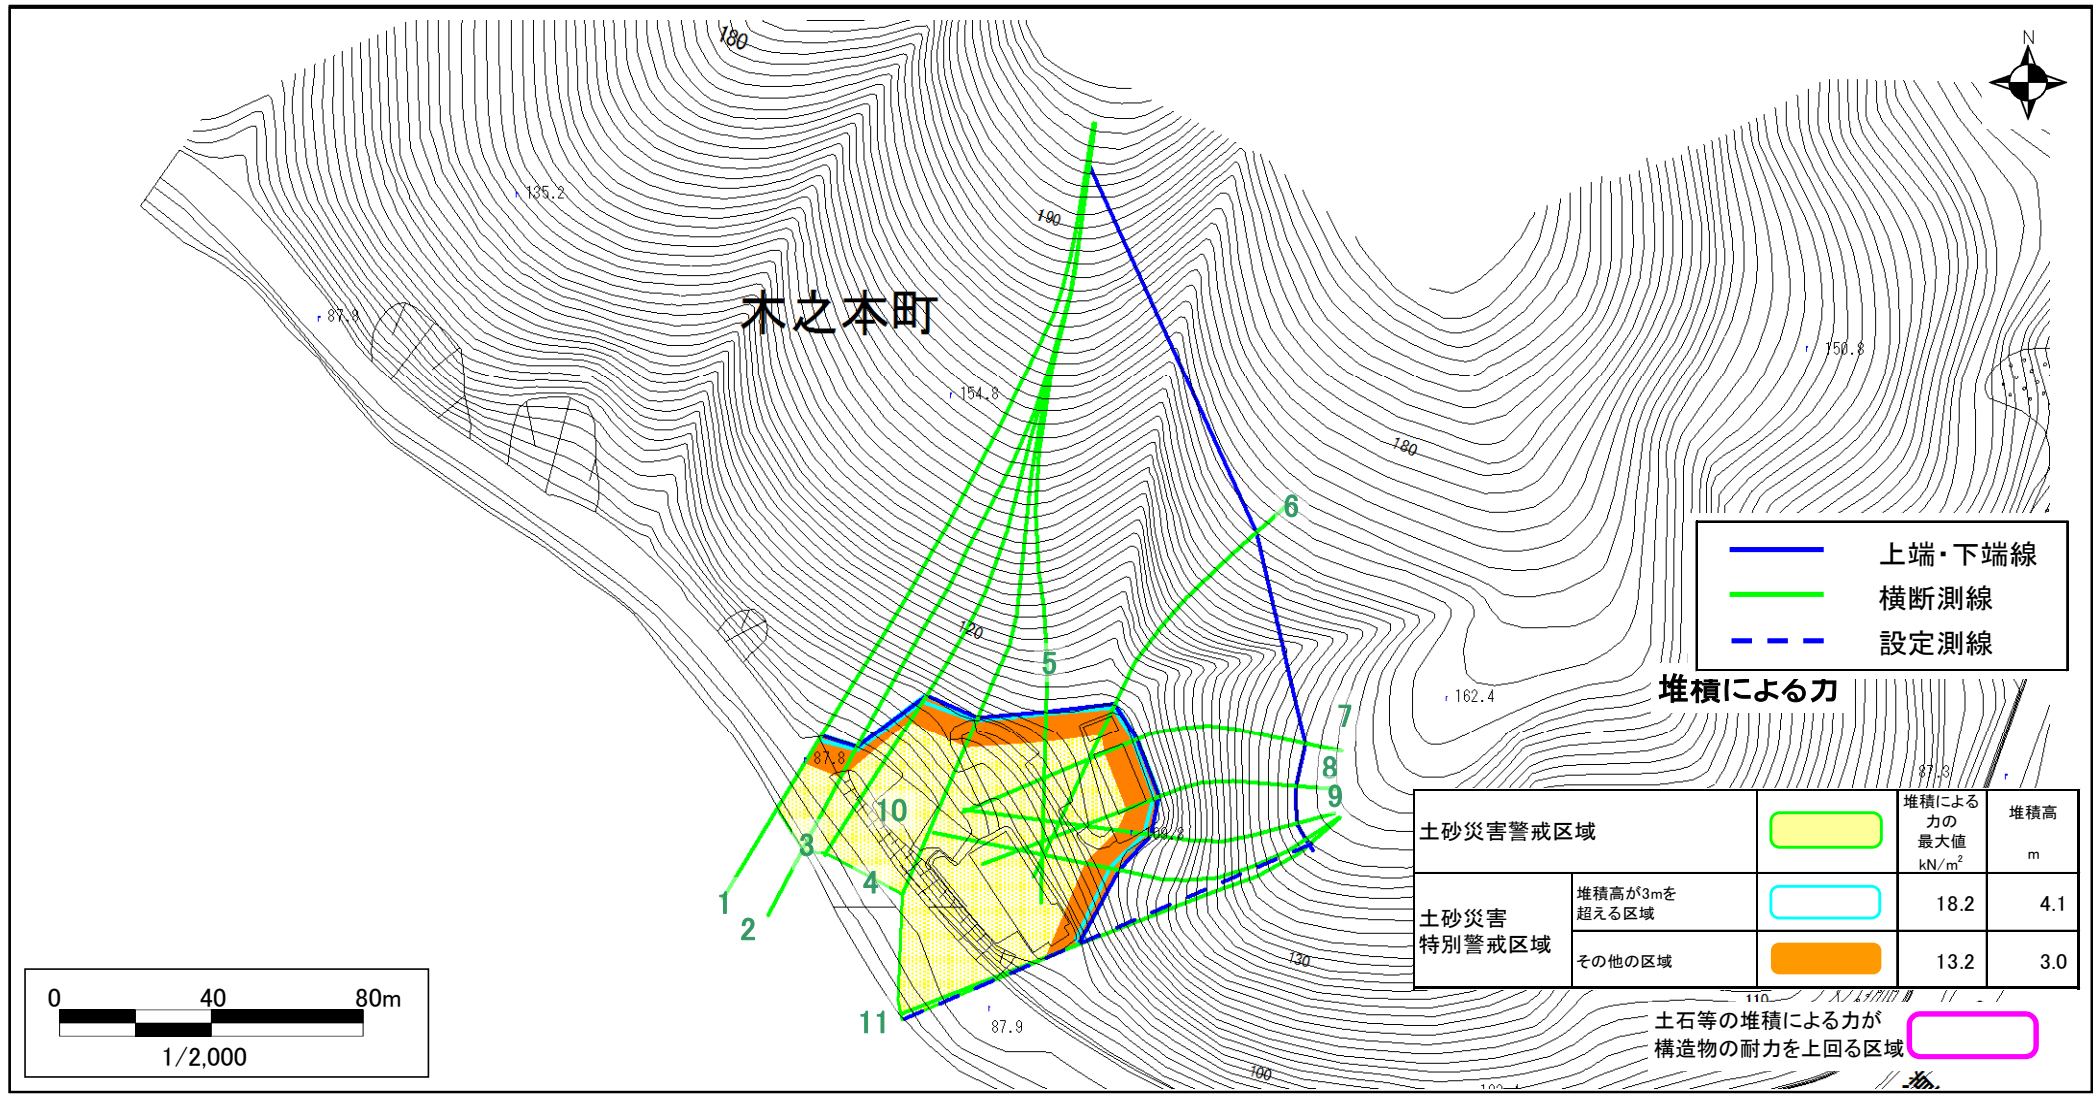 180
N
135.2
190
87.9
木之本町
150.8
154.8
180
6
上端・下端線
横断測線
設定測線
120
5
162.4
堆積による力
7
87.8
8
87.3
9
10
3
4
1
2
土砂災害警戒区域
堆積による
力の
最大値
kN/m²
堆積高
m
土砂災害
特別警戒区域
堆積高が3mを
超える区域
18.2
4.1
その他の区域
13.2
3.0
130
110
0 40 80m
1/2,000
11
87.9
土石等の堆積による力が
構造物の耐力を上回る区域
100